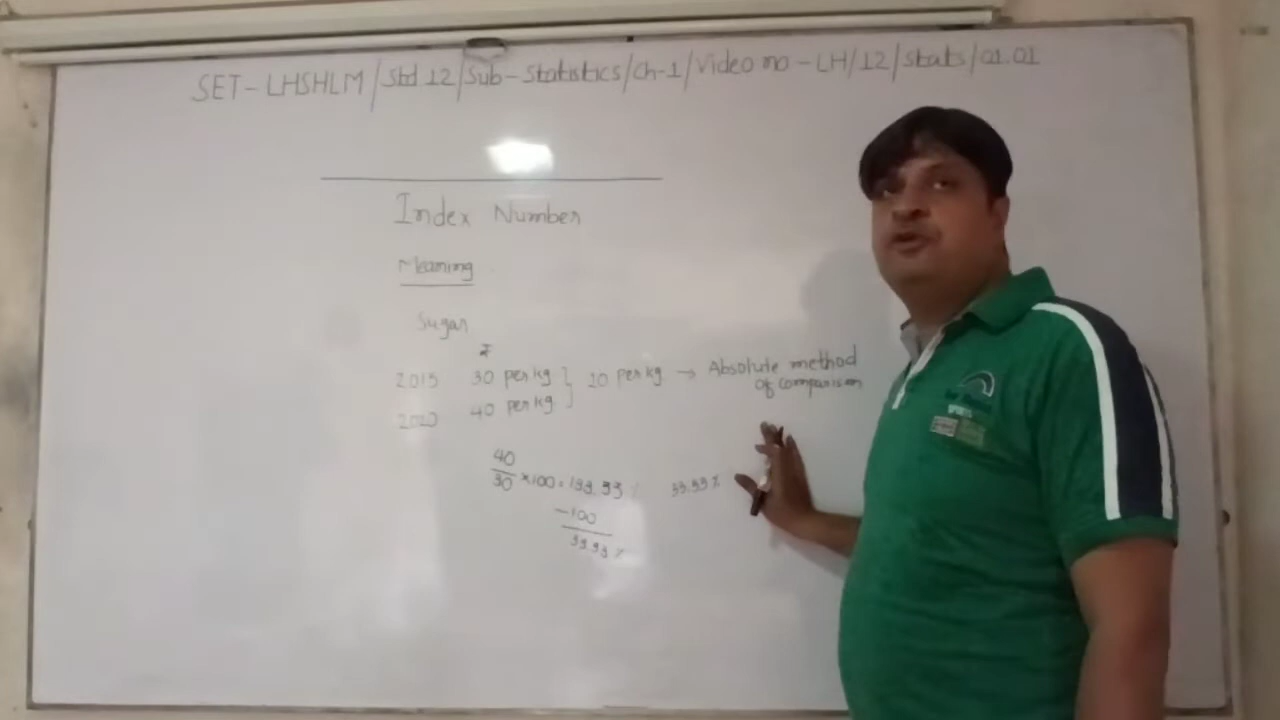 SET-LHSHLM/Std 12/Sub-Statistics/Ch-1/Video no-LH/12/Stats/01.01
Index Number
Meaning
Sugar
₹
2015 30 per kg } 10 per kg → Absolute method
of comparison
2020 40 per kg
40
30 ×100 = 133.33 % 33.33 %
-100
33.33 %